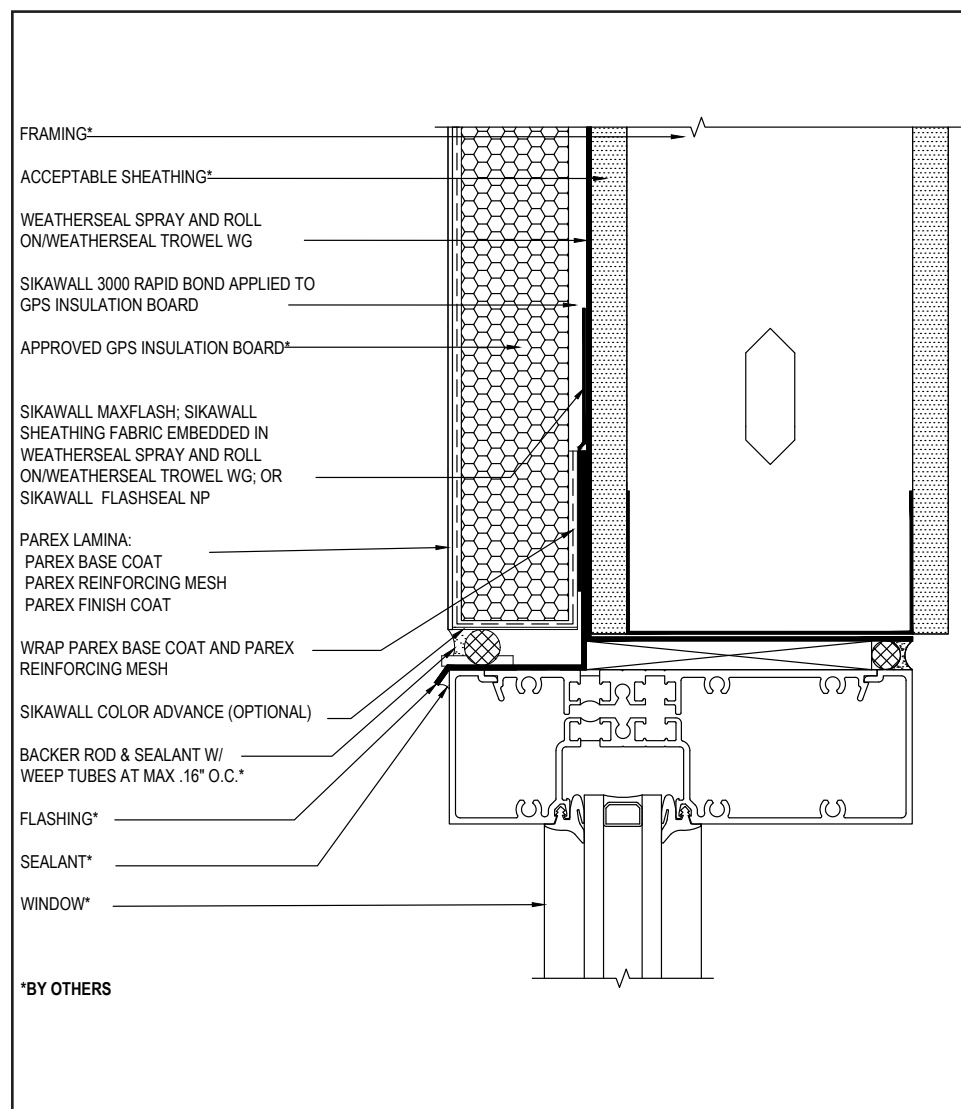 FRAMING*
ACCEPTABLE SHEATHING*
WEATHERSEAL SPRAY AND ROLL
ON/WEATHERSEAL TROWEL WG
SIKAWALL 3000 RAPID BOND APPLIED TO
GPS INSULATION BOARD
APPROVED GPS INSULATION BOARD*
SIKAWALL MAXFLASH; SIKAWALL
SHEATHING FABRIC EMBEDDED IN
WEATHERSEAL SPRAY AND ROLL
ON/WEATHERSEAL TROWEL WG; OR
SIKAWALL FLASHSEAL NP
PAREX LAMINA:
PAREX BASE COAT
PAREX REINFORCING MESH
PAREX FINISH COAT
WRAP PAREX BASE COAT AND PAREX
REINFORCING MESH
SIKAWALL COLOR ADVANCE (OPTIONAL)
BACKER ROD & SEALANT W/
WEEP TUBES AT MAX .16" O.C.*
FLASHING*
SEALANT*
WINDOW*
*BY OTHERS